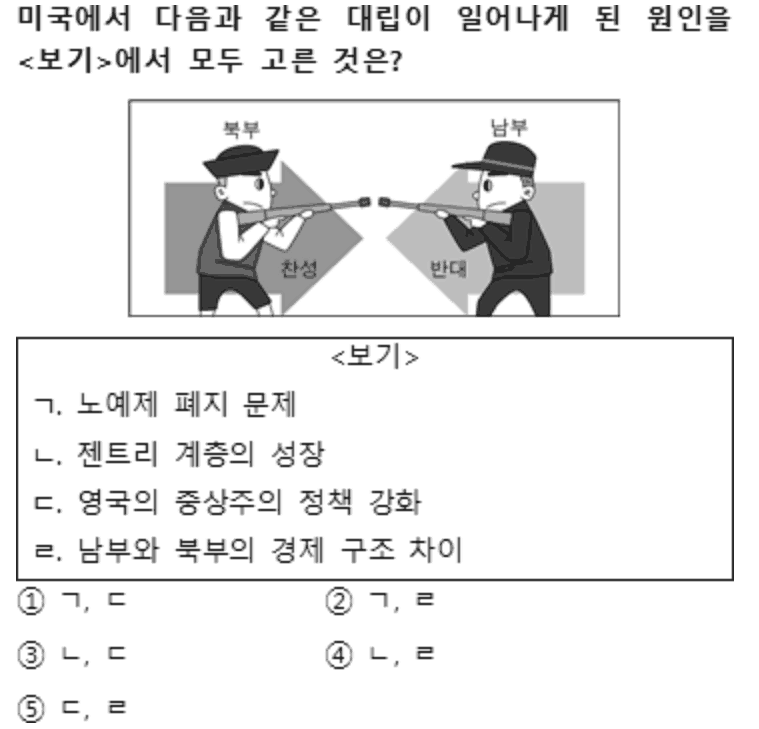 미국에서 다음과 같은 대립이 일어나게 된 원인을
<보기>에서 모두 고른 것은?
북부 남부
찬성 반대
<보기>
ㄱ. 노예제 폐지 문제
ㄴ. 젠트리 계층의 성장
ㄷ. 영국의 중상주의 정책 강화
ㄹ. 남부와 북부의 경제 구조 차이
① ㄱ, ㄷ ② ㄱ, ㄹ
③ ㄴ, ㄷ ④ ㄴ, ㄹ
⑤ ㄷ, ㄹ